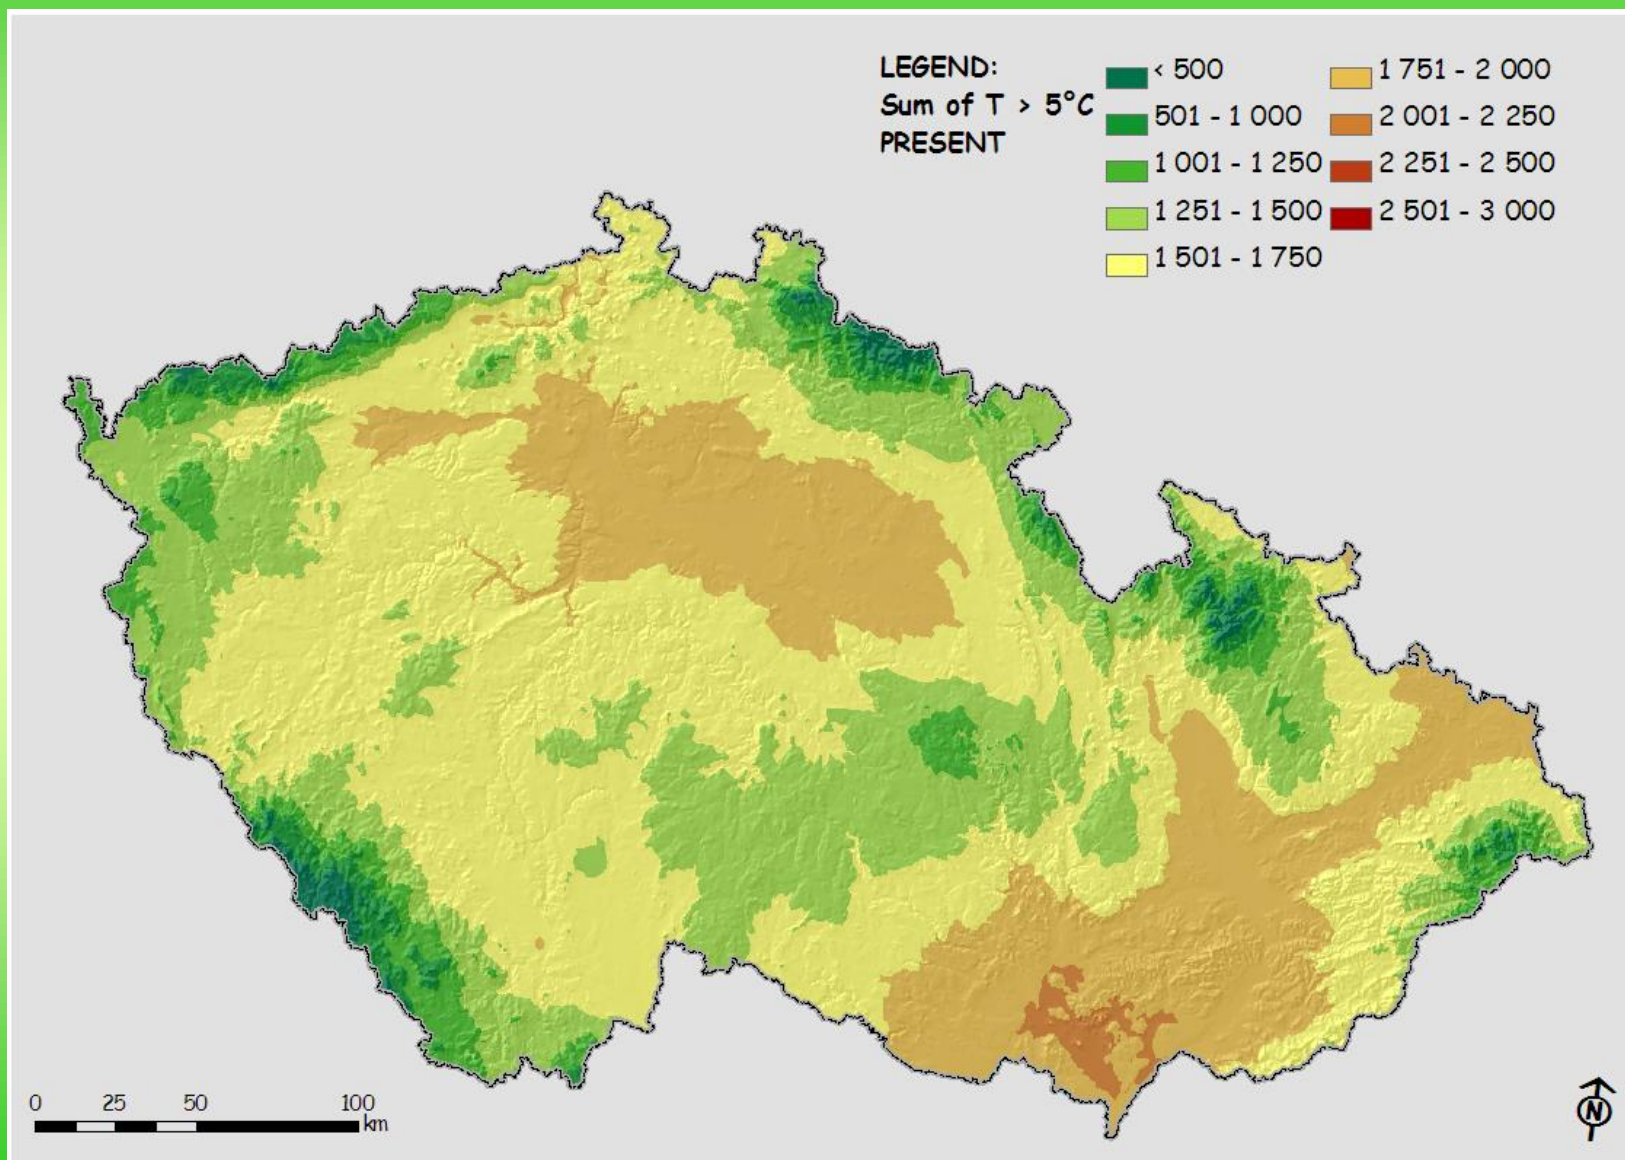 LEGEND:
Sum of T > 5°C
PRESENT
< 500
501 - 1 000
1 001 - 1 250
1 251 - 1 500
1 501 - 1 750
1 751 - 2 000
2 001 - 2 250
2 251 - 2 500
2 501 - 3 000
0 25 50 100
km
N